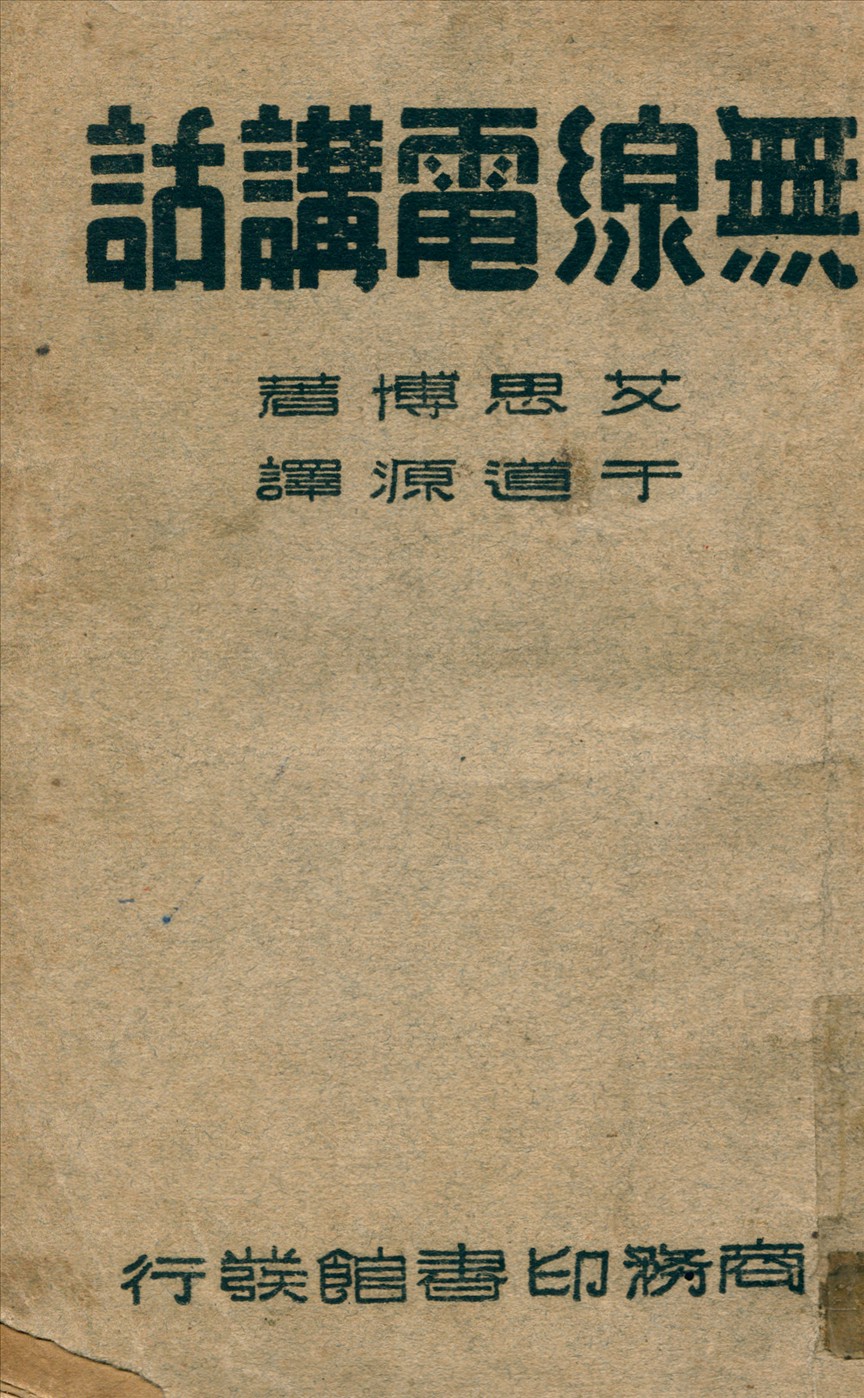 無線電講話
艾思博著
于道源譯
商務印書館發行